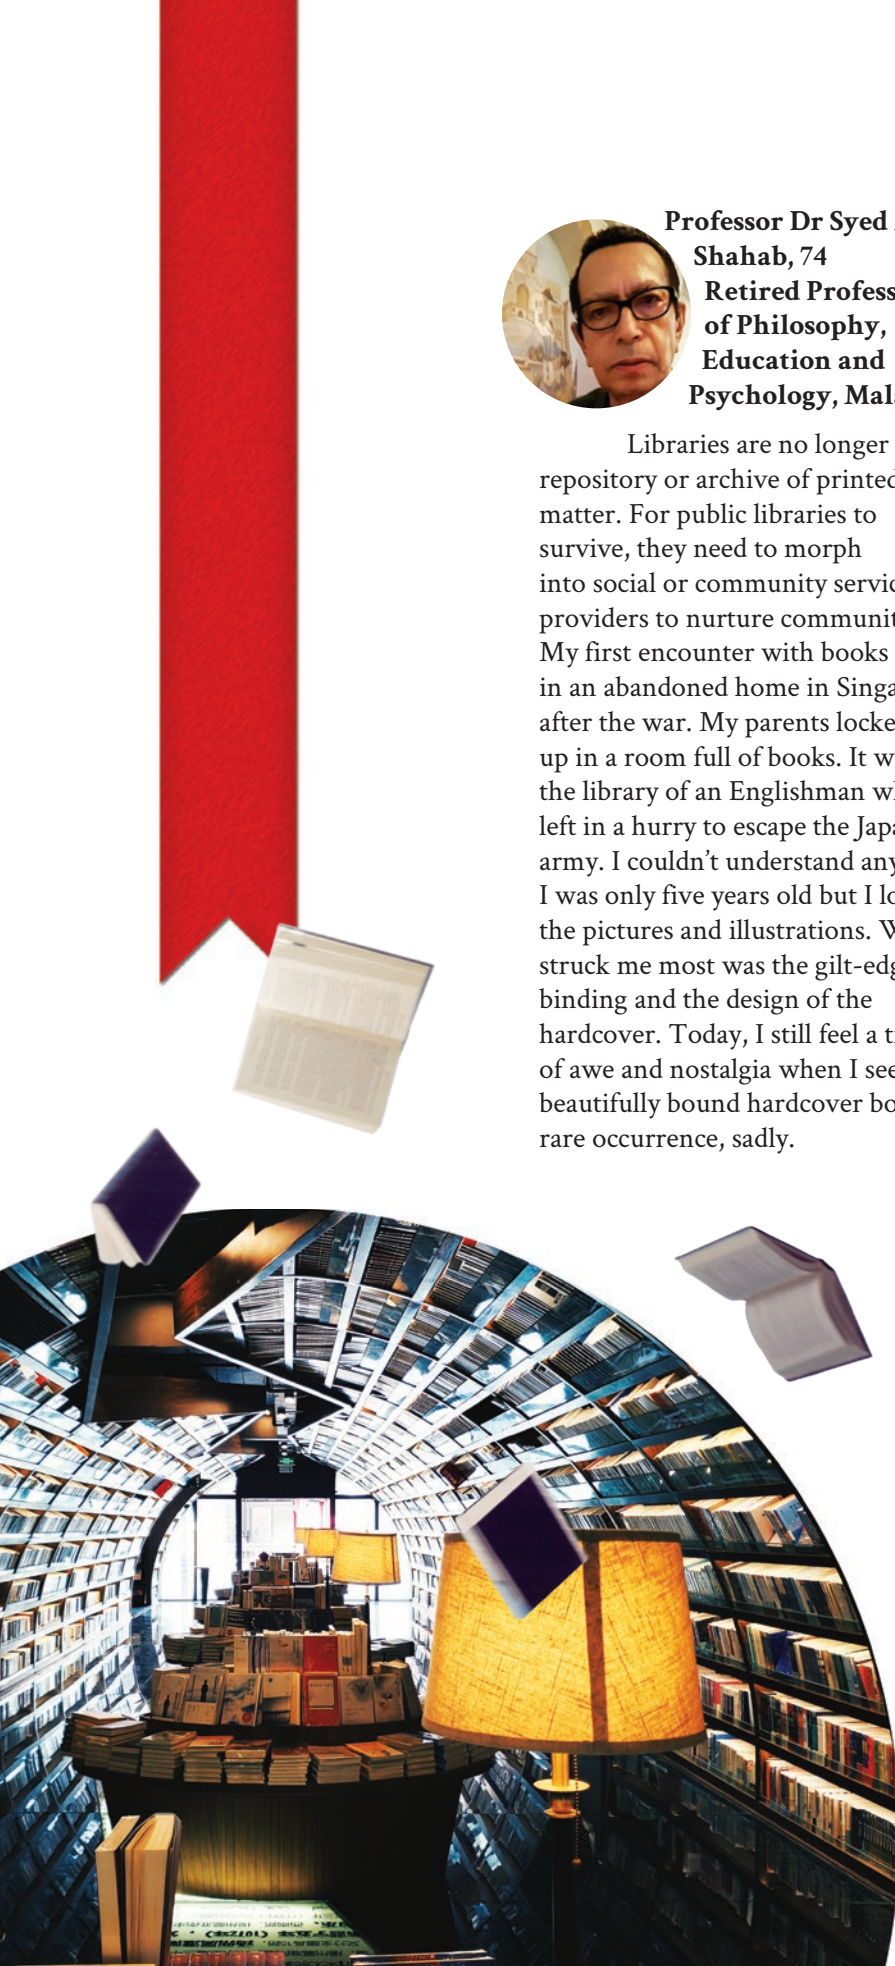 Professor Dr Syed
Shahab, 74
Retired Profess
of Philosophy,
Education and
Psychology, Mal
Libraries are no longer
repository or archive of printed
matter. For public libraries to
survive, they need to morph
into social or community servic
providers to nurture communit
My first encounter with books
in an abandoned home in Singa
after the war. My parents locke
up in a room full of books. It w
the library of an Englishman w
left in a hurry to escape the Japa
army. I couldn’t understand any
I was only five years old but I lo
the pictures and illustrations. W
struck me most was the gilt-edg
binding and the design of the
hardcover. Today, I still feel a t
of awe and nostalgia when I see
beautifully bound hardcover bo
rare occurrence, sadly.